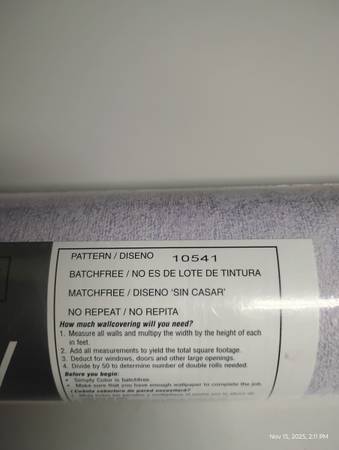 PATTERN / DISENO 10541
BATCHFREE / NO ES DE LOTE DE TINTURA
MATCHFREE / DISENO 'SIN CASAR'
NO REPEAT / NO REPITA
How much wallcovering will you need?
1. Measure all walls and multipy the width by the height of each
in feet.
2. Add all measurements to yield the total square footage.
3. Deduct for windows, doors and other large openings.
4. Divide by 50 to determine number of double rolls needed.
Before you begin:
• Simply Color is batchfree.
• Make sure that you have enough wallpaper to complete the job.
Nov 15, 2025, 2:11 PM